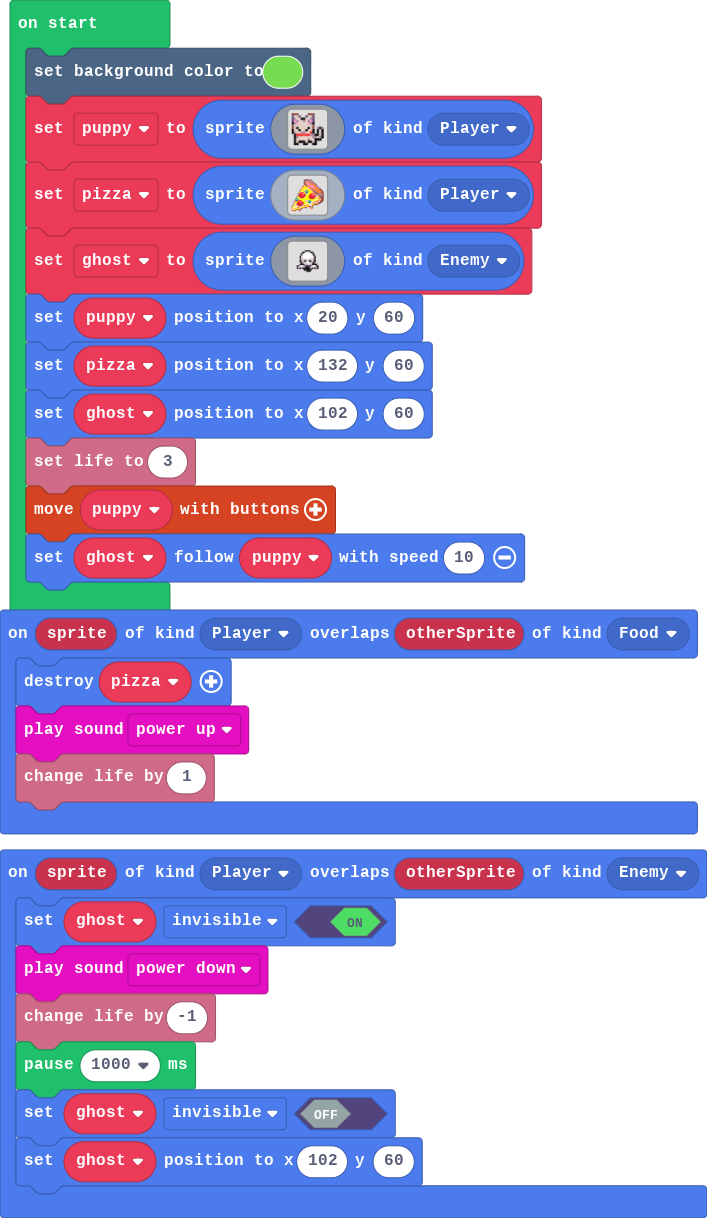 on start
set background color to
set puppy to sprite of kind Player
set pizza to sprite of kind Player
set ghost to sprite of kind Enemy
set puppy position to x 20 y 60
set pizza position to x 132 y 60
set ghost position to x 102 y 60
set life to 3
move puppy with buttons
set ghost follow puppy with speed 10
on sprite of kind Player overlaps otherSprite of kind Food
destroy pizza
play sound power up
change life by 1
on sprite of kind Player overlaps otherSprite of kind Enemy
set ghost invisible ON
play sound power down
change life by -1
pause 1000 ms
set ghost invisible OFF
set ghost position to x 102 y 60